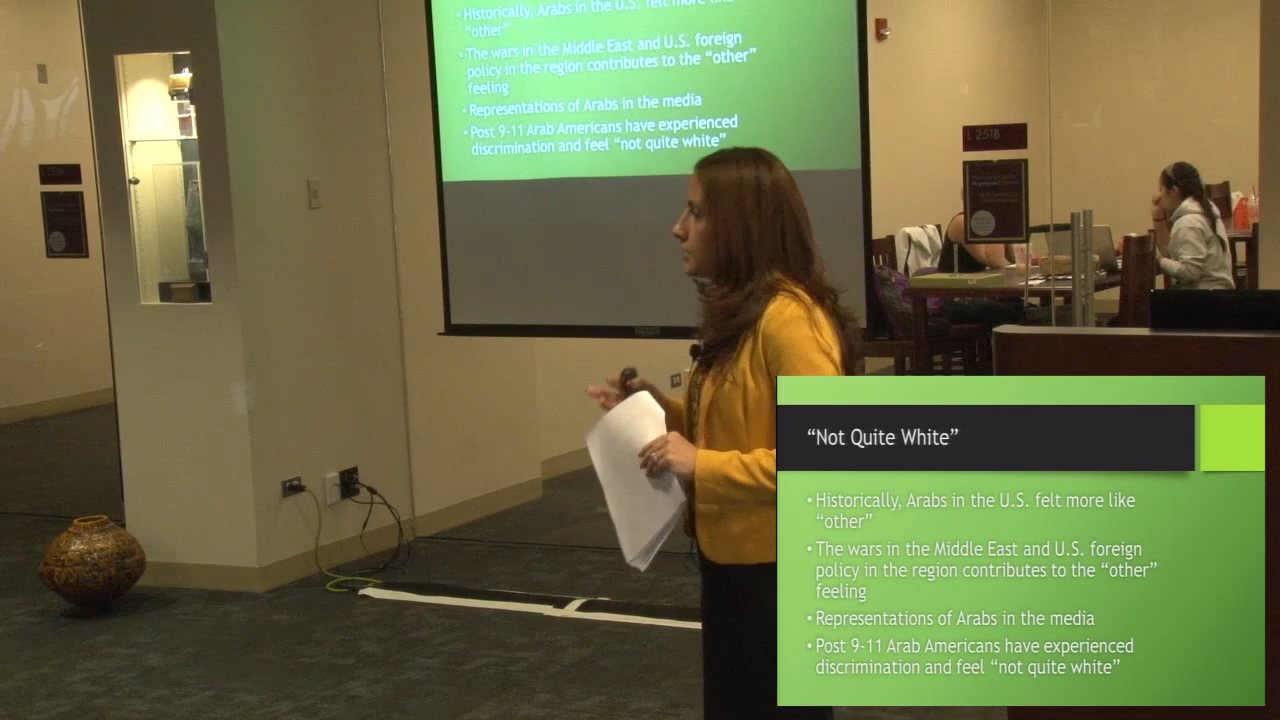 •Historically, Arabs in the U.S. felt more like
“other”
•The wars in the Middle East and U.S. foreign
policy in the region contributes to the “other”
feeling
•Representations of Arabs in the media
•Post 9-11 Arab Americans have experienced
discrimination and feel “not quite white”
L 251B
L 251A
“Not Quite White”
•Historically, Arabs in the U.S. felt more like
“other”
•The wars in the Middle East and U.S. foreign
policy in the region contributes to the “other”
feeling
•Representations of Arabs in the media
•Post 9-11 Arab Americans have experienced
discrimination and feel “not quite white”